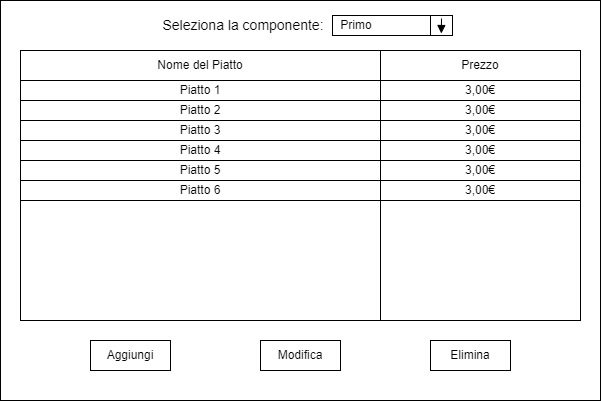 Seleziona la componente: Primo
Nome del Piatto Prezzo
Piatto 1 3,00€
Piatto 2 3,00€
Piatto 3 3,00€
Piatto 4 3,00€
Piatto 5 3,00€
Piatto 6 3,00€
Aggiungi Modifica Elimina